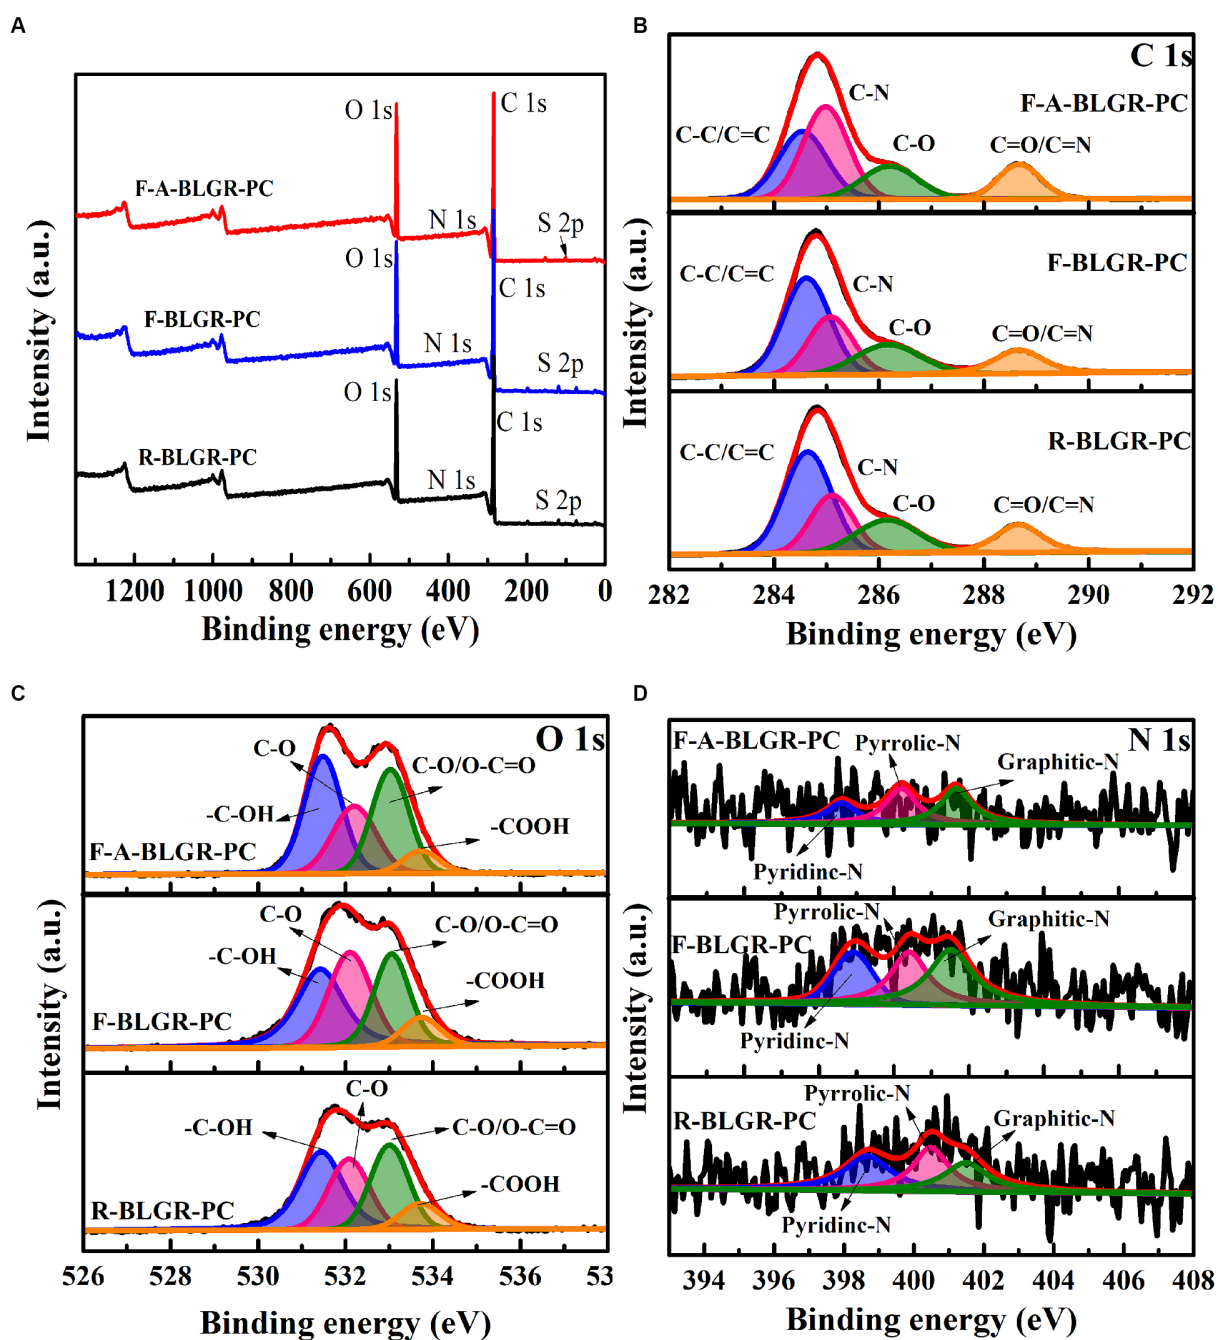 A
O 1s
C 1s
F-A-BLGR-PC
N 1s
S 2p
O 1s
C 1s
F-BLGR-PC
N 1s
S 2p
O 1s
C 1s
R-BLGR-PC
N 1s
S 2p
Intensity (a.u.)
1200 1000 800 600 400 200 0
Binding energy (eV)
B
C 1s
F-A-BLGR-PC
C-N
C-C/C=C
C-O
C=O/C=N
F-BLGR-PC
C-C/C=C
C-N
C-O
C=O/C=N
R-BLGR-PC
C-C/C=C
C-N
C-O
C=O/C=N
Intensity (a.u.)
282 284 286 288 290 292
Binding energy (eV)
C
O 1s
C-O
C-O/O-C=O
-C-OH
-COOH
F-A-BLGR-PC
C-O
C-O/O-C=O
-C-OH
-COOH
F-BLGR-PC
C-O
-C-OH
C-O/O-C=O
-COOH
R-BLGR-PC
Intensity (a.u.)
526 528 530 532 534 53
Binding energy (eV)
D
N 1s
F-A-BLGR-PC
Pyrrolic-N
Graphitic-N
Pyridinc-N
Pyrrolic-N
Graphitic-N
F-BLGR-PC
Pyridinc-N
Pyrrolic-N
R-BLGR-PC
Graphitic-N
Pyridinc-N
Intensity (a.u.)
394 396 398 400 402 404 406 408
Binding energy (eV)